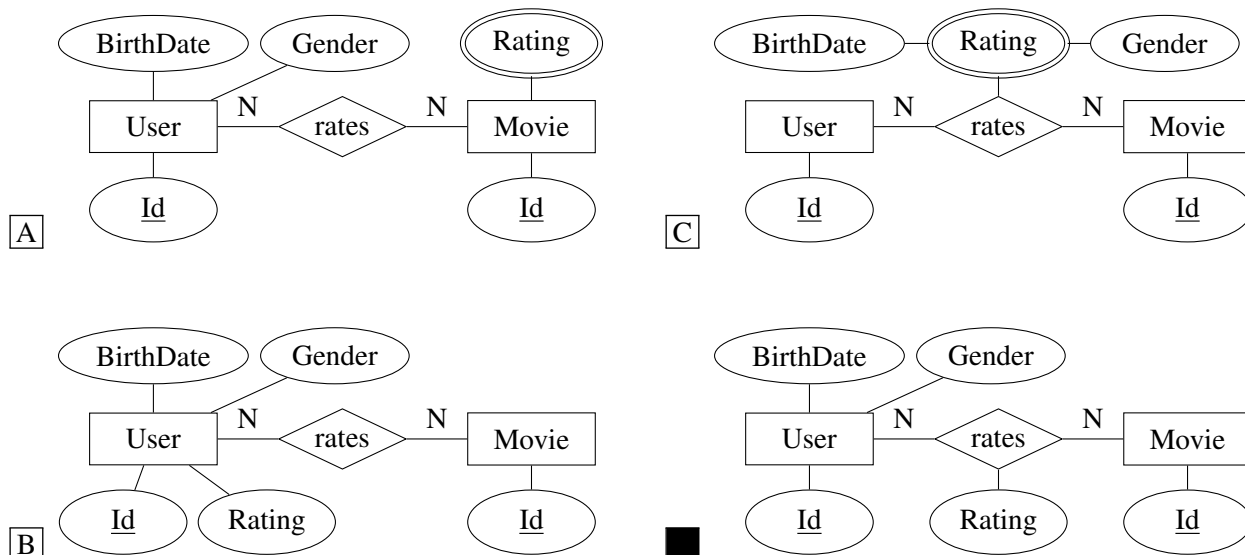 BirthDate Gender Rating
User N rates N Movie
Id Id
A
BirthDate Rating Gender
User N rates N Movie
Id Id
C
BirthDate Gender
User N rates N Movie
Id Rating Id
B
BirthDate Gender
User N rates N Movie
Id Rating Id